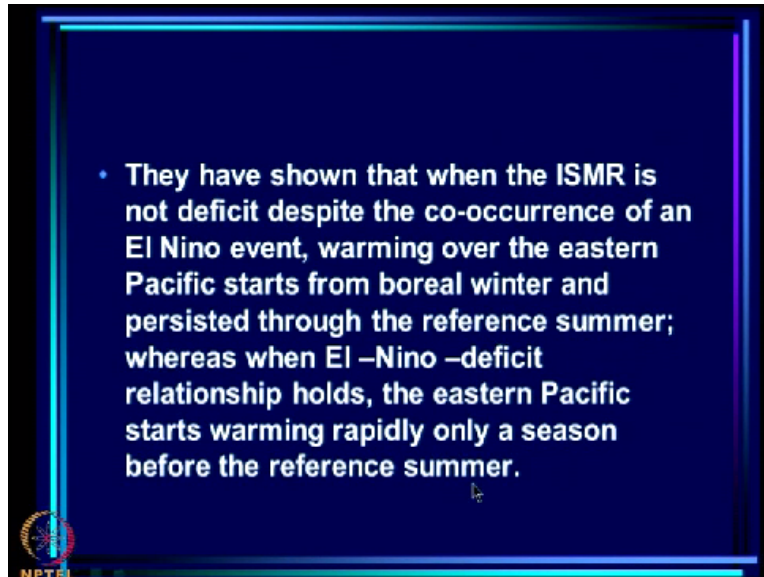 • They have shown that when the ISMR is
not deficit despite the co-occurrence of an
El Nino event, warming over the eastern
Pacific starts from boreal winter and
persisted through the reference summer;
whereas when El –Nino –deficit
relationship holds, the eastern Pacific
starts warming rapidly only a season
before the reference summer.
NPTEL